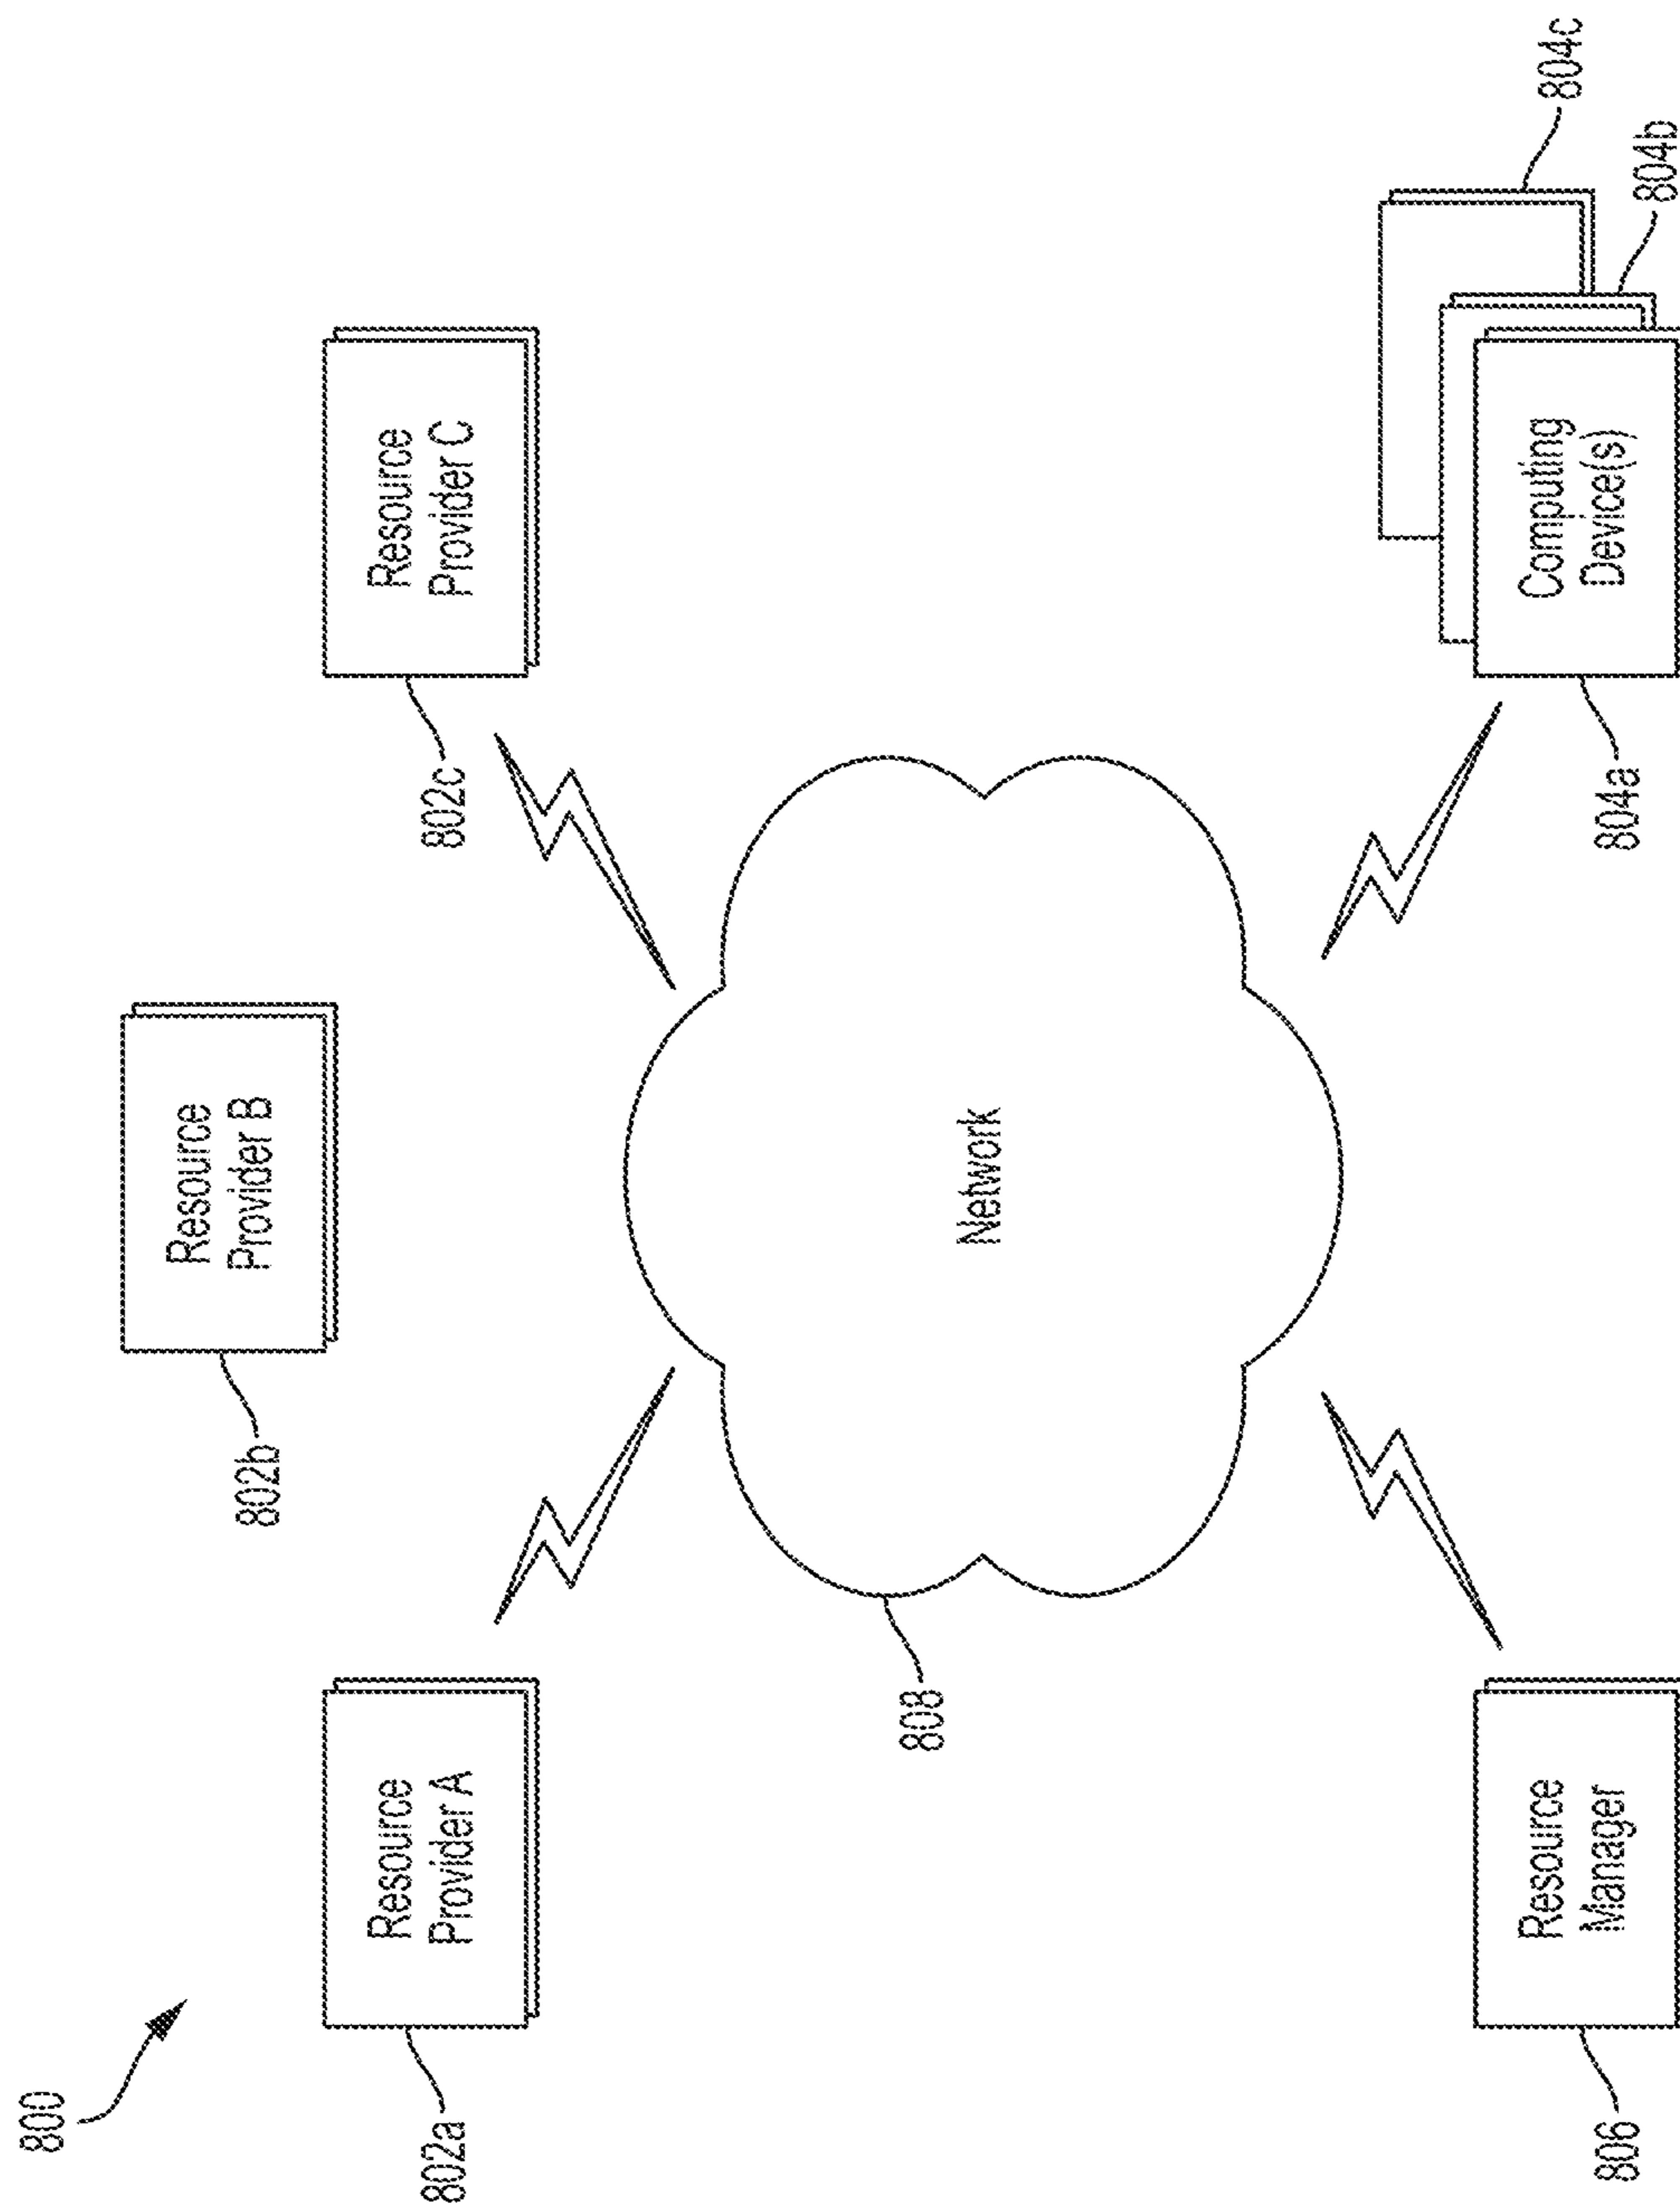 800
Resource
Provider B
802b
Resource
Provider A
802a
Resource
Provider C
802c
Network
808
Resource
Manager
806
Computing
Device(s)
804a
804b
804c